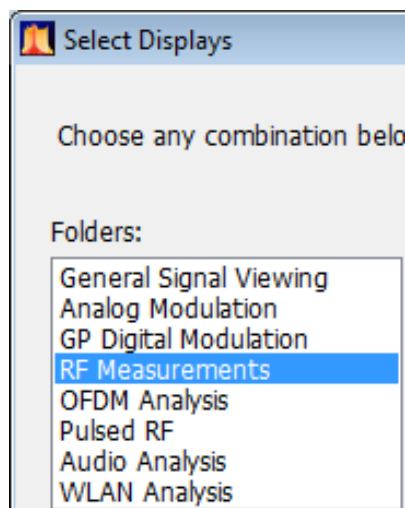 Select Displays
Choose any combination belo
Folders:
General Signal Viewing
Analog Modulation
GP Digital Modulation
RF Measurements
OFDM Analysis
Pulsed RF
Audio Analysis
WLAN Analysis